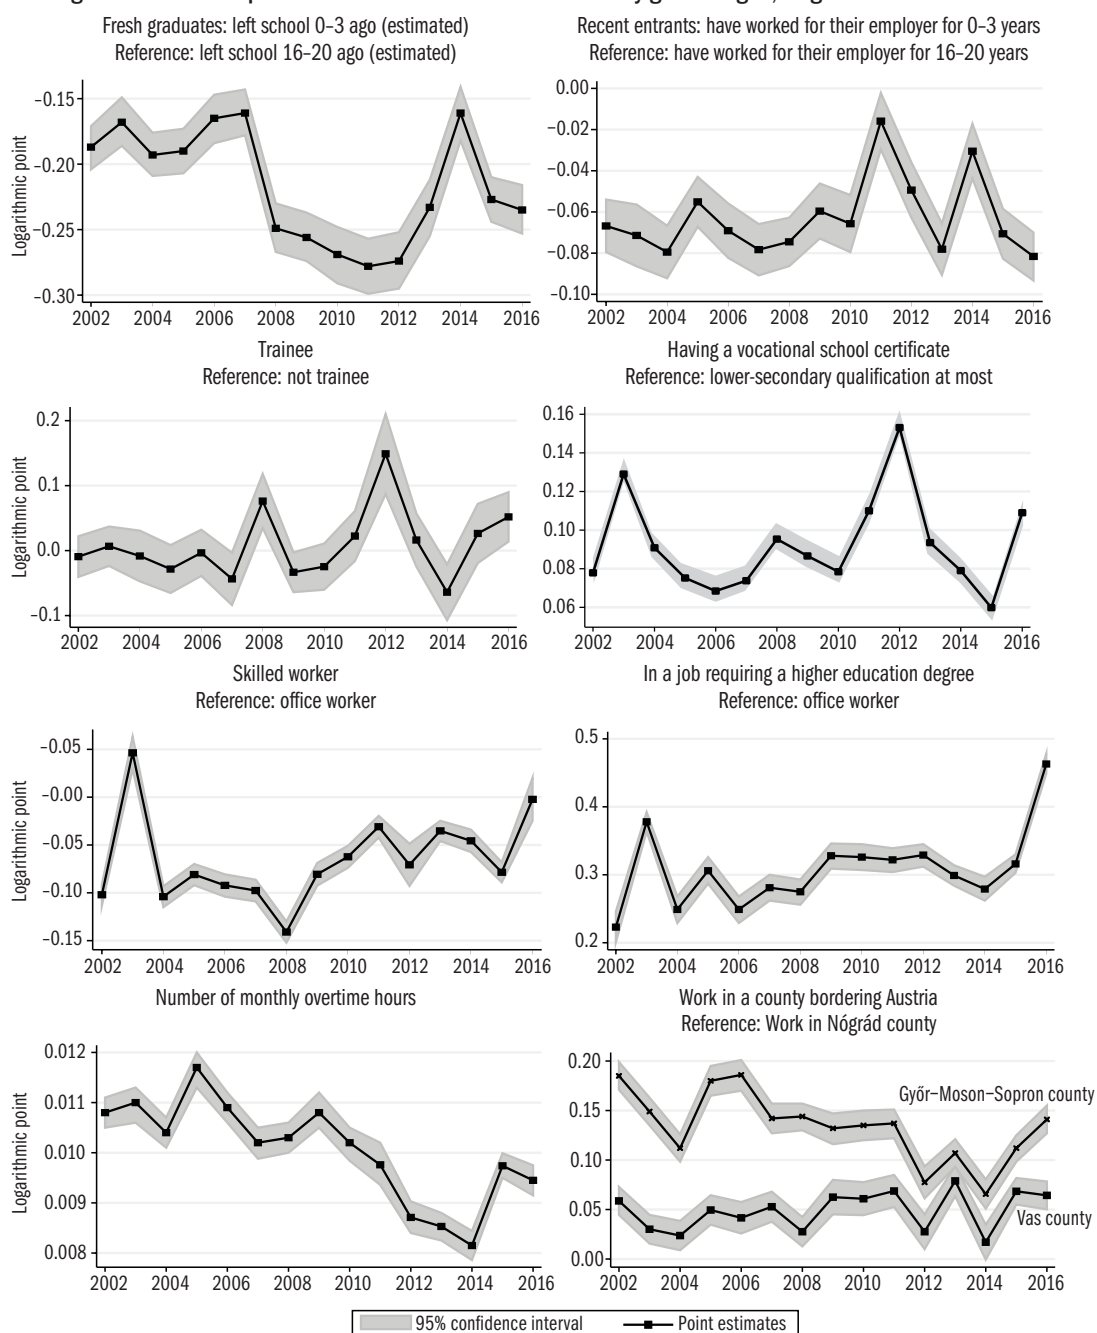 Fresh graduates: left school 0–3 ago (estimated)
Reference: left school 16–20 ago (estimated)
Logarithmic point
−0.15
−0.20
−0.25
−0.30
2002 2004 2006 2008 2010 2012 2014 2016
Recent entrants: have worked for their employer for 0–3 years
Reference: have worked for their employer for 16–20 years
0.00
−0.02
−0.04
−0.06
−0.08
−0.10
2002 2004 2006 2008 2010 2012 2014 2016
Trainee
Reference: not trainee
Logarithmic point
0.2
0.1
0.0
−0.1
2002 2004 2006 2008 2010 2012 2014 2016
Having a vocational school certificate
Reference: lower-secondary qualification at most
0.16
0.14
0.12
0.10
0.08
0.06
2002 2004 2006 2008 2010 2012 2014 2016
Skilled worker
Reference: office worker
Logarithmic point
−0.05
−0.00
−0.05
−0.10
−0.15
2002 2004 2006 2008 2010 2012 2014 2016
In a job requiring a higher education degree
Reference: office worker
0.5
0.4
0.3
0.2
2002 2004 2006 2008 2010 2012 2014 2016
Number of monthly overtime hours
Logarithmic point
0.012
0.011
0.010
0.009
0.008
2002 2004 2006 2008 2010 2012 2014 2016
Work in a county bordering Austria
Reference: Work in Nógrád county
0.20
0.15
0.10
0.05
0.00
Győr–Moson–Sopron county
Vas county
2002 2004 2006 2008 2010 2012 2014 2016
95% confidence interval
Point estimates